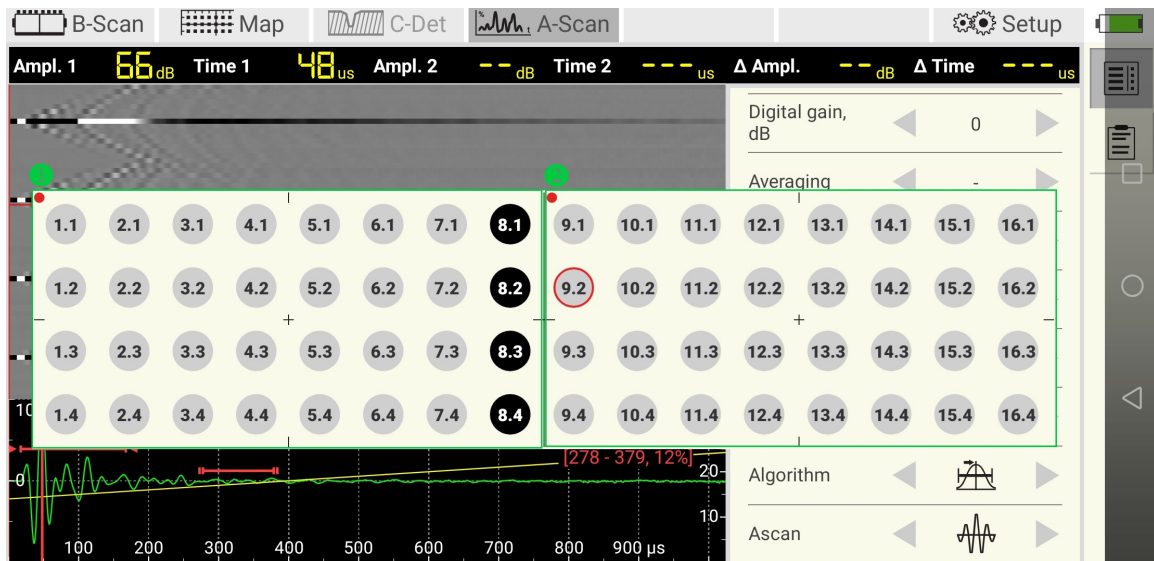 B-Scan Map C-Det A-Scan Setup
Ampl. 1 66 dB Time 1 48 us Ampl. 2 -- dB Time 2 --- us Δ Ampl. -- dB Δ Time --- us
Digital gain, dB 0
Averaging -
1.1 2.1 3.1 4.1 5.1 6.1 7.1 8.1 9.1 10.1 11.1 12.1 13.1 14.1 15.1 16.1
1.2 2.2 3.2 4.2 5.2 6.2 7.2 8.2 9.2 10.2 11.2 12.2 13.2 14.2 15.2 16.2
1.3 2.3 3.3 4.3 5.3 6.3 7.3 8.3 9.3 10.3 11.3 12.3 13.3 14.3 15.3 16.3
1.4 2.4 3.4 4.4 5.4 6.4 7.4 8.4 9.4 10.4 11.4 12.4 13.4 14.4 15.4 16.4
[278 - 379, 12%]
20
0
10
100 200 300 400 500 600 700 800 900 µs
Algorithm
Ascan